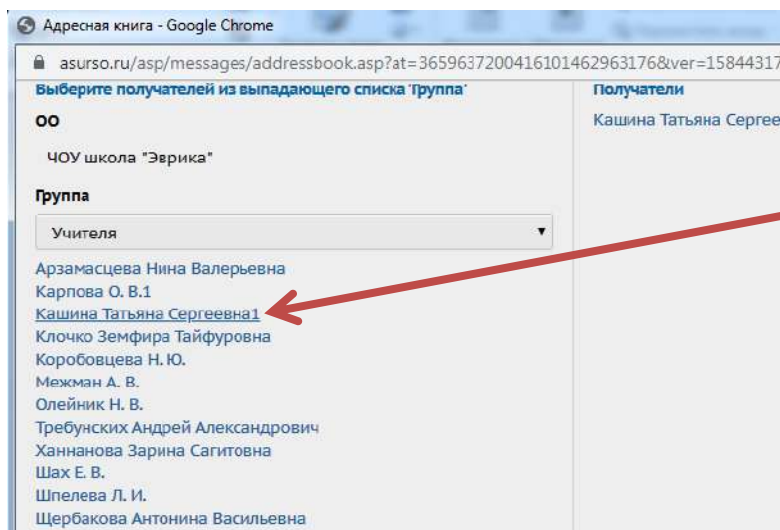 Адресная книга - Google Chrome
asurso.ru/asp/messages/addressbook.asp?at=3659637200416101462963176&ver=15844317
Выберите получателей из выпадающего списка 'Группа'
ОО
ЧОУ школа "Эврика"
Группа
Учителя
Арзамасцева Нина Валерьевна
Карпова О. В.1
Кашина Татьяна Сергеевна1
Клочко Земфира Тайфуровна
Коробовцева Н. Ю.
Межман А. В.
Олейник Н. В.
Требунских Андрей Александрович
Ханнанова Зарина Сагитовна
Шах Е. В.
Шпелева Л. И.
Щербакова Антонина Васильевна
Получатели
Кашина Татьяна Сергее